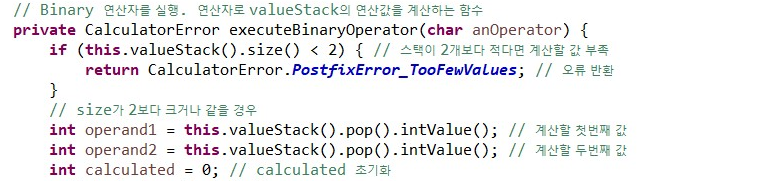 // Binary 연산자를 실행. 연산자로 valueStack의 연산값을 계산하는 함수
private CalculatorError executeBinaryOperator(char anOperator) {
if (this.valueStack().size() < 2) { // 스택이 2개보다 적다면 계산할 값 부족
return CalculatorError.PostfixError_TooFewValues; // 오류 반환
}
// size가 2보다 크거나 같을 경우
int operand1 = this.valueStack().pop().intValue(); // 계산할 첫번째 값
int operand2 = this.valueStack().pop().intValue(); // 계산할 두번째 값
int calculated = 0; // calculated 초기화